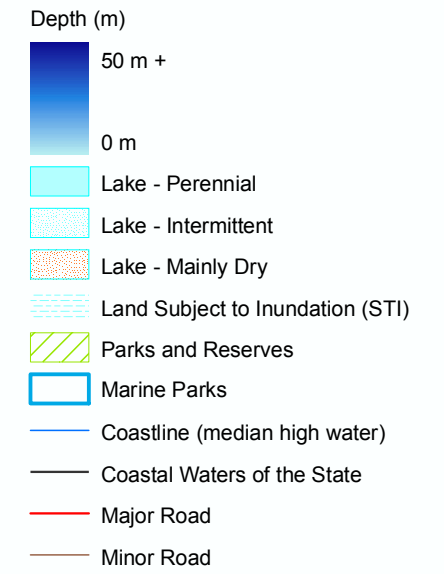 Depth (m)
50 m +
0 m
Lake - Perennial
Lake - Intermittent
Lake - Mainly Dry
Land Subject to Inundation (STI)
Parks and Reserves
Marine Parks
Coastline (median high water)
Coastal Waters of the State
Major Road
Minor Road